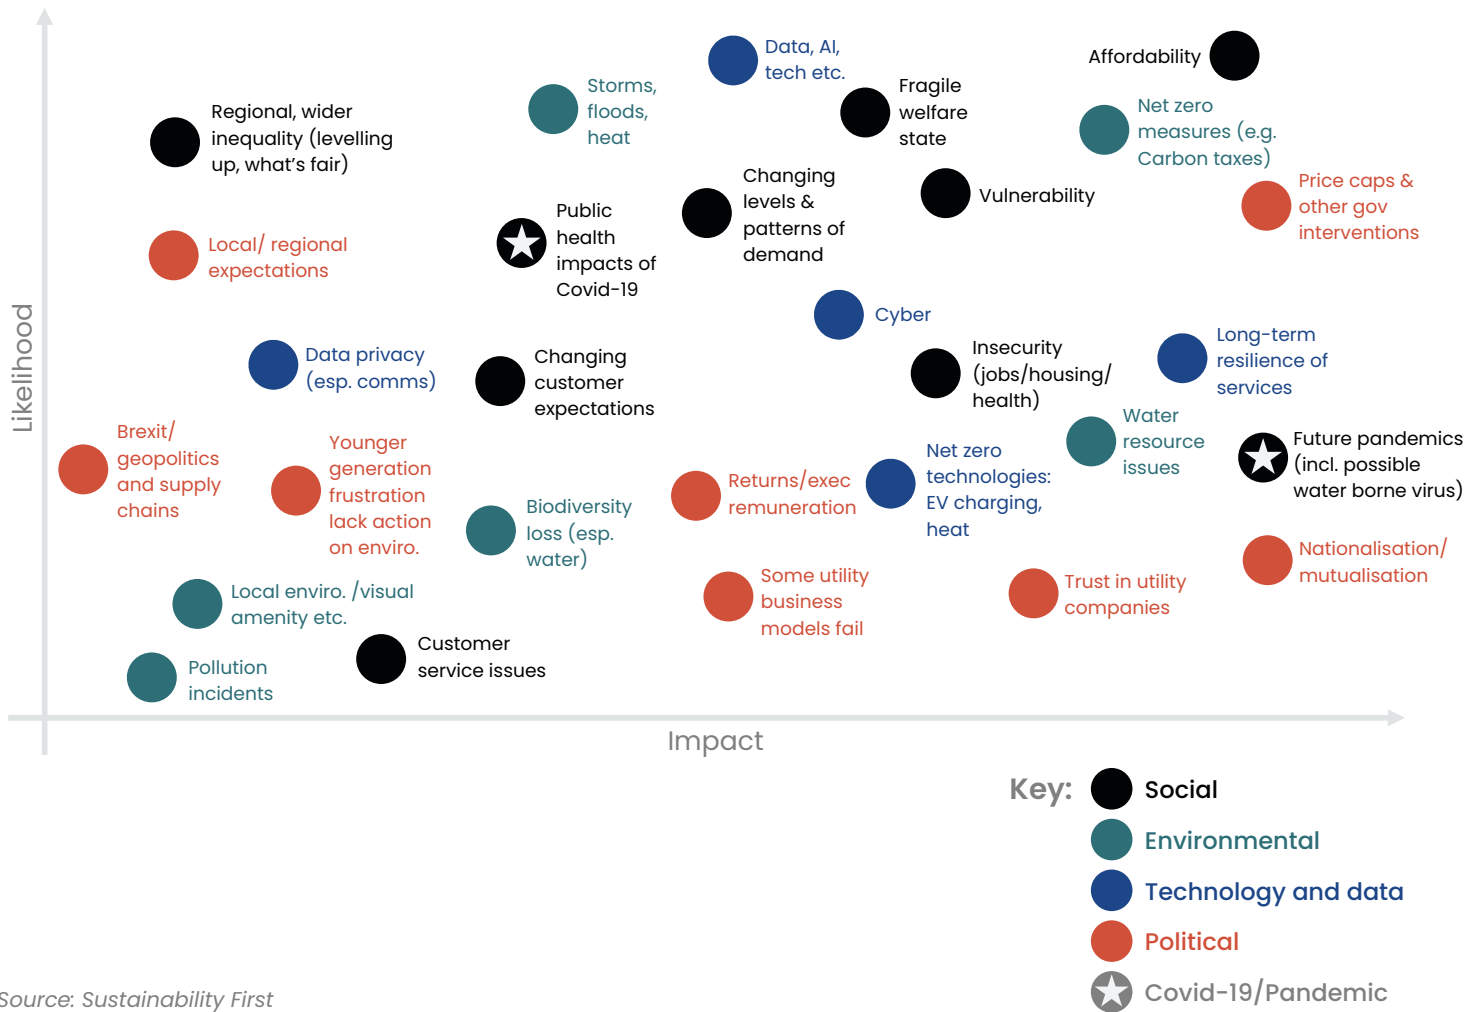 Data, AI,
tech etc.
Affordability
Storms,
floods,
heat
Fragile
welfare
state
Net zero
measures (e.g.
Carbon taxes)
Regional, wider
inequality (levelling
up, what's fair)
Changing
levels &
patterns of
demand
Vulnerability
Price caps &
other gov
interventions
Public
health
impacts of
Covid-19
Local/ regional
expectations
Cyber
Likelihood
Data privacy
(esp. comms)
Changing
customer
expectations
Insecurity
(jobs/housing/
health)
Long-term
resilience of
services
Brexit/
geopolitics
and supply
chains
Younger
generation
frustration
lack action
on enviro.
Water
resource
issues
Future pandemics
(incl. possible
water borne virus)
Returns/exec
remuneration
Net zero
technologies:
EV charging,
heat
Biodiversity
loss (esp.
water)
Nationalisation/
mutualisation
Local enviro. /visual
amenity etc.
Some utility
business
models fail
Trust in utility
companies
Customer
service issues
Pollution
incidents
Impact
Key:
Social
Environmental
Technology and data
Political
Covid-19/Pandemic
Source: Sustainability First